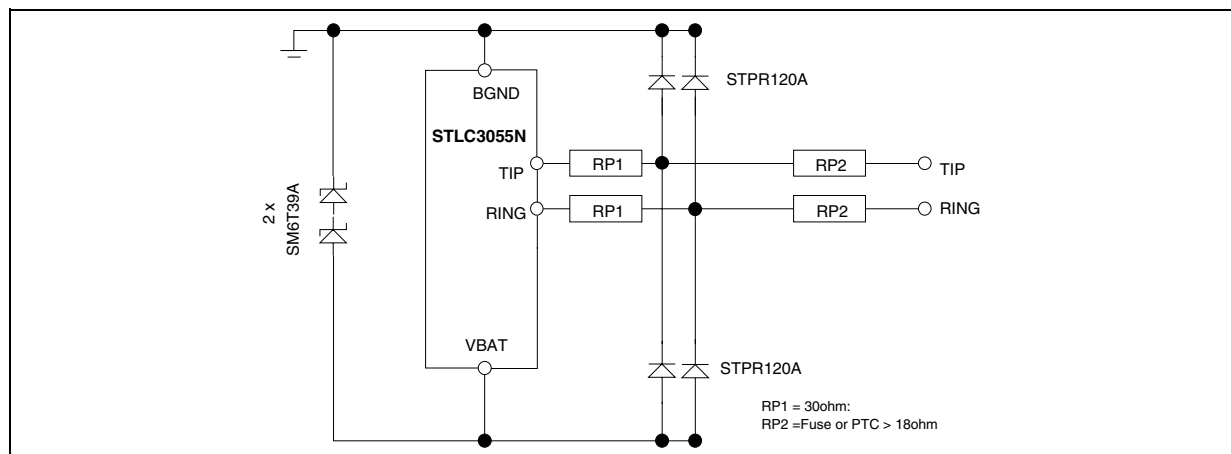 STPR120A
BGND
STLC3055N
TIP
RP1
RP2
TIP
RING
RP1
RP2
RING
2 x
SM6T39A
VBAT
STPR120A
RP1 = 30ohm:
RP2 =Fuse or PTC > 18ohm